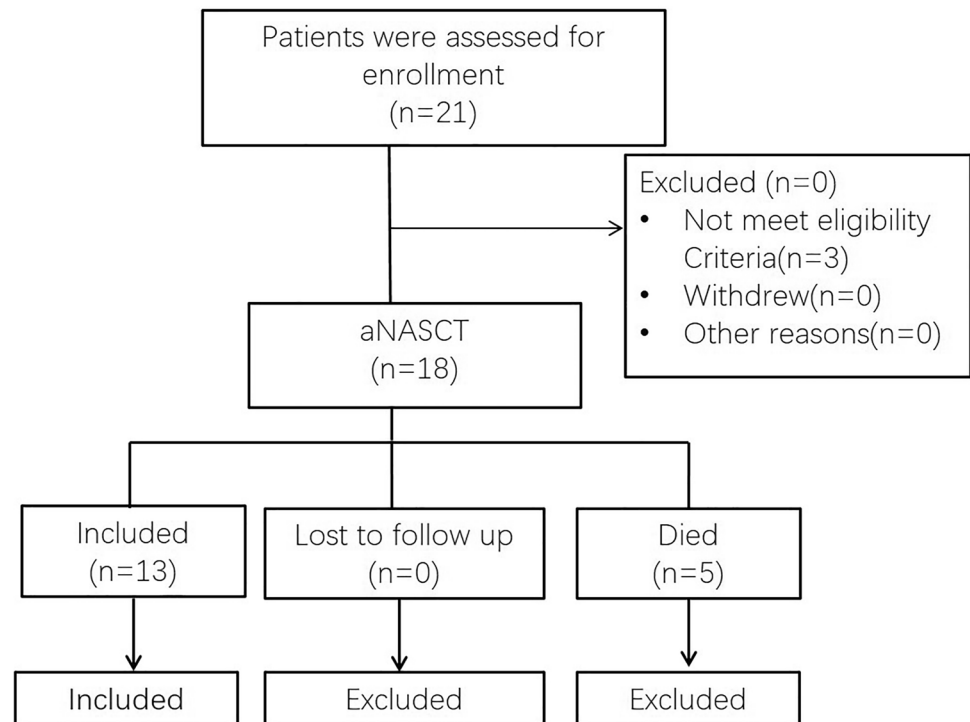 Patients were assessed for
enrollment
(n=21)
Excluded (n=0)
• Not meet eligibility
Criteria(n=3)
• Withdrew(n=0)
• Other reasons(n=0)
aNASCT
(n=18)
Included
(n=13)
Lost to follow up
(n=0)
Died
(n=5)
Included
Excluded
Excluded